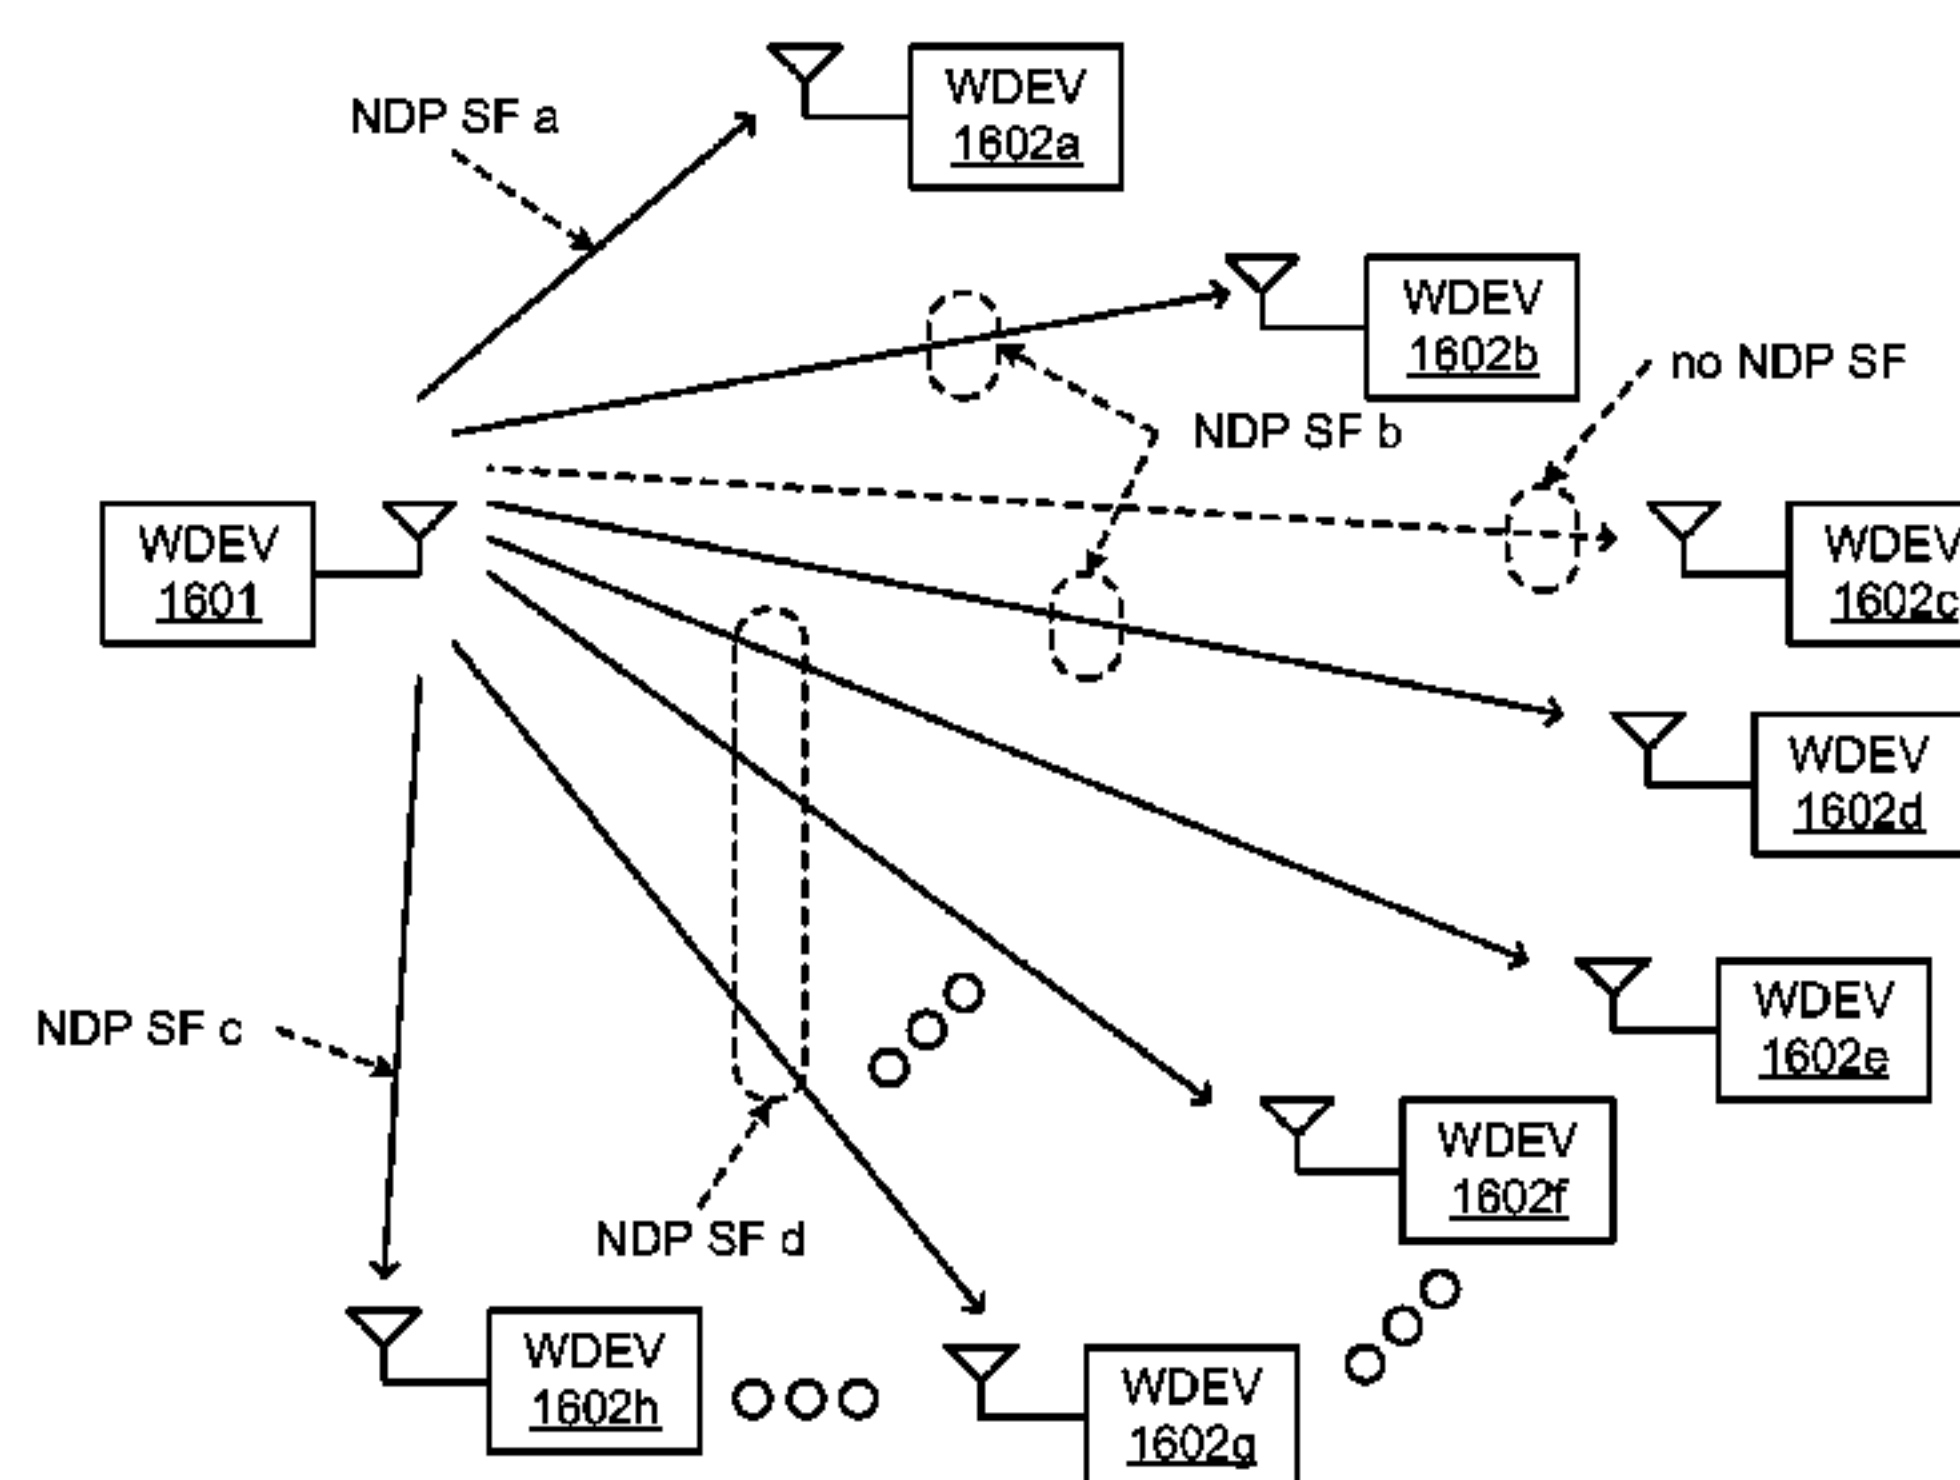 NDP SF a
WDEV
1602a
WDEV
1602b
no NDP SF
NDP SF b
WDEV
1601
WDEV
1602c
WDEV
1602d
WDEV
1602e
NDP SF c
WDEV
1602f
NDP SF d
WDEV
1602h
WDEV
1602g